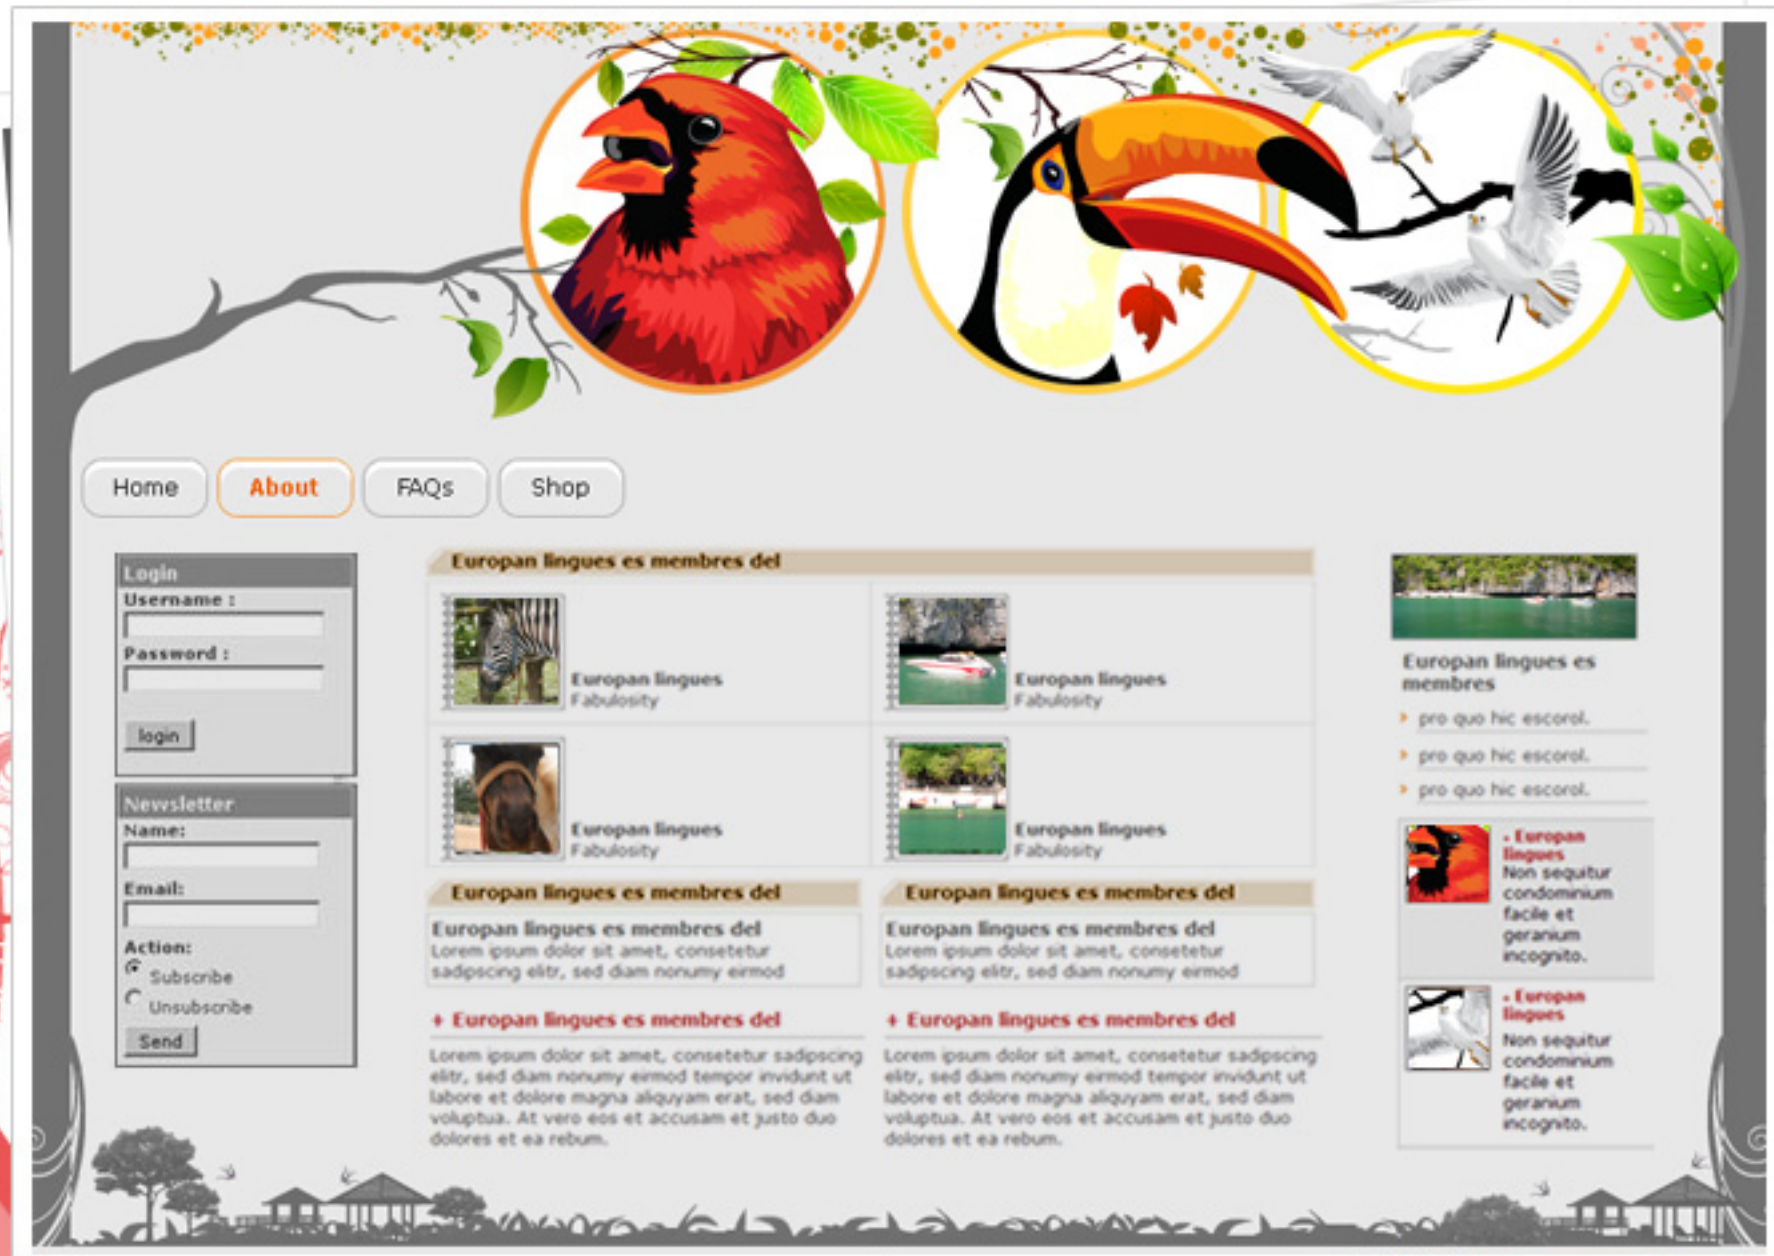 Home
About
FAQs
Shop
Login
Username :
Password :
login
Newsletter
Name:
Email:
Action:
Subscribe
Unsubscribe
Send
Europan lingues es membres del
Europan lingues
Fabulosity
Europan lingues
Fabulosity
Europan lingues
Fabulosity
Europan lingues
Fabulosity
Europan lingues es membres del
Europan lingues es membres del
Lorem ipsum dolor sit amet, consetetur
sadipscing elitr, sed diam nonumy eirmod
+ Europan lingues es membres del
Lorem ipsum dolor sit amet, consetetur sadipscing
elitr, sed diam nonumy eirmod tempor invidunt ut
labore et dolore magna aliquyam erat, sed diam
voluptua. At vero eos et accusam et justo duo
dolores et ea rebum.
Europan lingues es membres del
Europan lingues es membres del
Lorem ipsum dolor sit amet, consetetur
sadipscing elitr, sed diam nonumy eirmod
+ Europan lingues es membres del
Lorem ipsum dolor sit amet, consetetur sadipscing
elitr, sed diam nonumy eirmod tempor invidunt ut
labore et dolore magna aliquyam erat, sed diam
voluptua. At vero eos et accusam et justo duo
dolores et ea rebum.
Europan lingues es
membres
pro quo hic escorol.
pro quo hic escorol.
pro quo hic escorol.
Europan
lingues
Non sequitur
condominium
facile et
geranium
incognito.
Europan
lingues
Non sequitur
condominium
facile et
geranium
incognito.